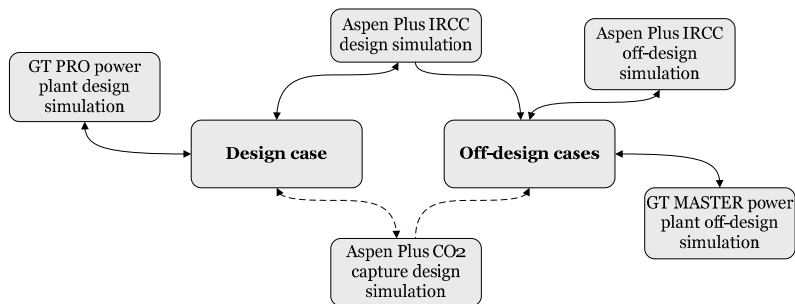 Aspen Plus IRCC
design simulation
Aspen Plus IRCC
off-design
simulation
GT PRO power
plant design
simulation
Design case
Off-design cases
GT MASTER power
plant off-design
simulation
Aspen Plus CO2
capture design
simulation